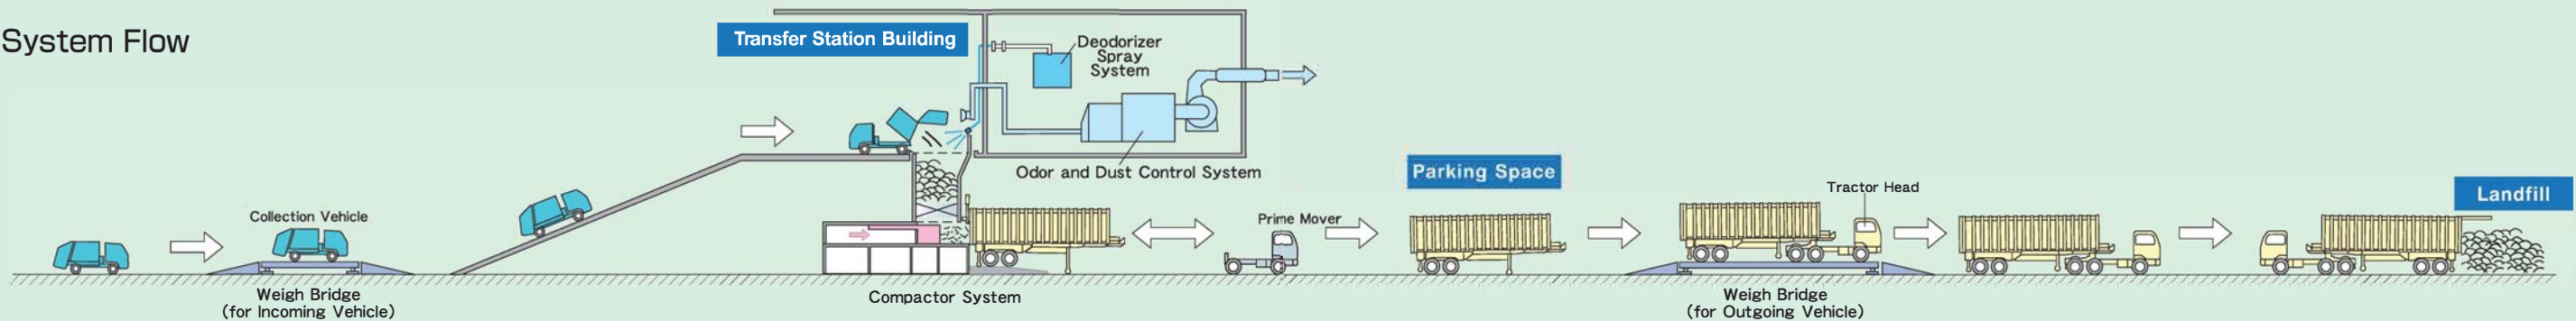 System Flow
Transfer Station Building
Deodorizer
Spray
System
Odor and Dust Control System
Parking Space
Tractor Head
Landfill
Collection Vehicle
Prime Mover
Weigh Bridge
(for Incoming Vehicle)
Compactor System
Weigh Bridge
(for Outgoing Vehicle)